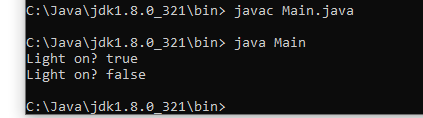 C:\Java\jdk1.8.0_321\bin> javac Main.java
C:\Java\jdk1.8.0_321\bin> java Main
Light on? true
Light on? false
C:\Java\jdk1.8.0_321\bin>